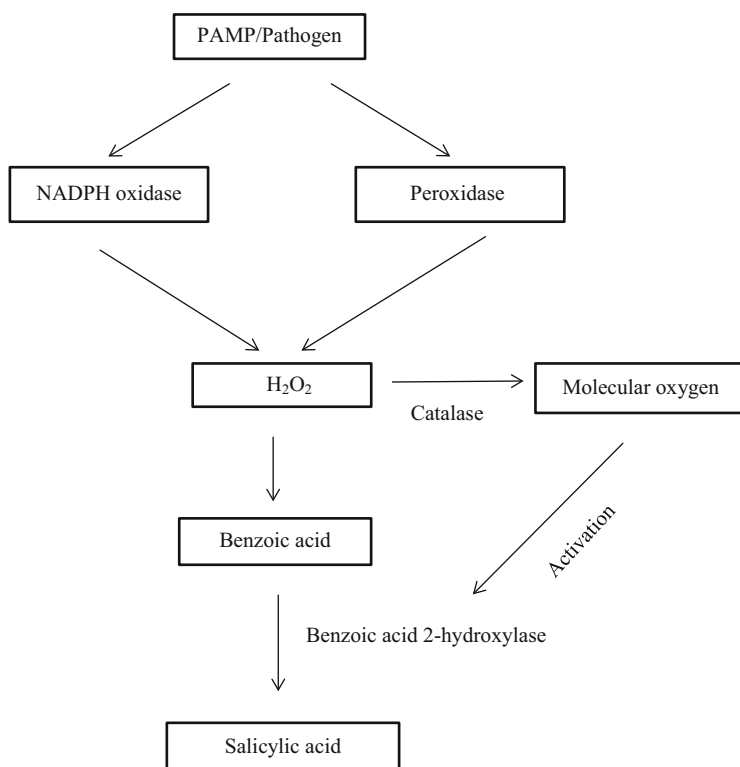 PAMP/Pathogen
NADPH oxidase
Peroxidase
H₂O₂
Catalase
Molecular oxygen
Benzoic acid
Activation
Benzoic acid 2-hydroxylase
Salicylic acid